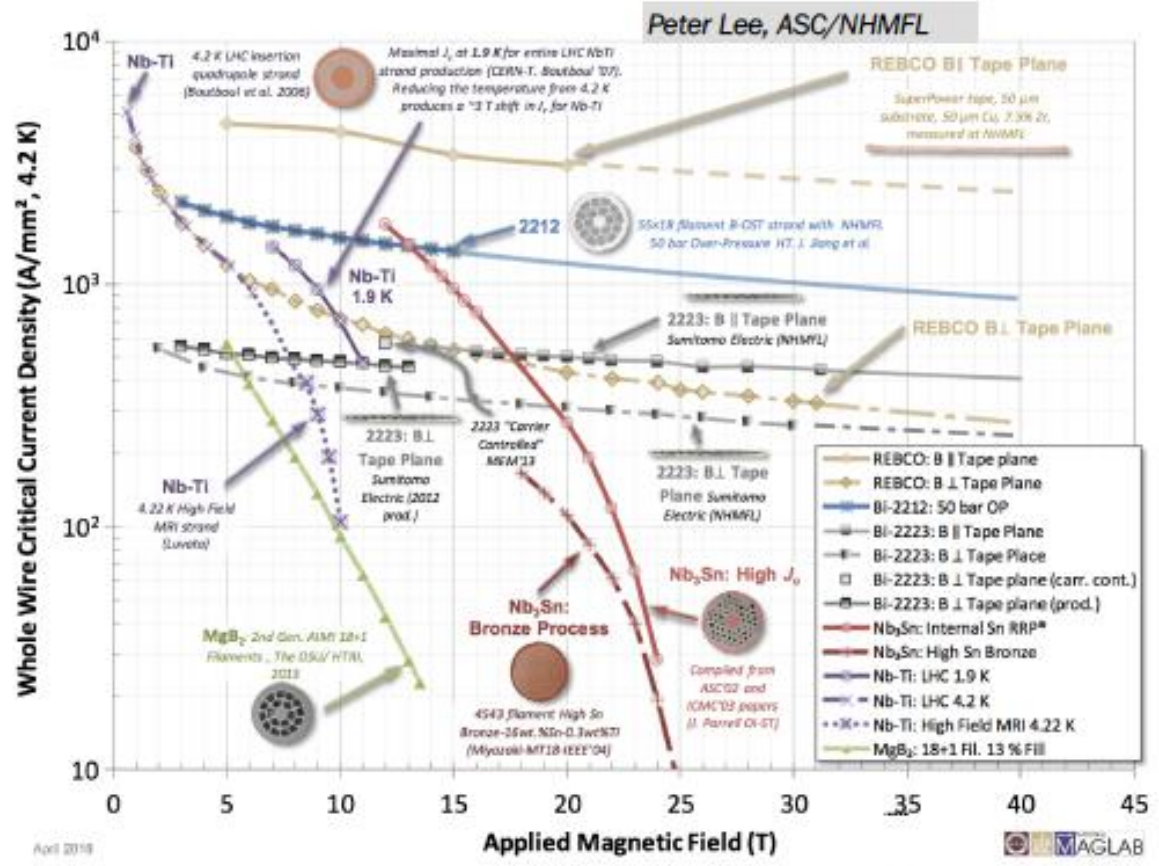 Peter Lee, ASC/NHMFL
Whole Wire Critical Current Density (A/mm², 4.2 K)
10⁴
10³
10²
10
Nb-Ti
4.2 K LHC insertion
quadrupole strand
(Boutboul et al. 2006)
Maximal Jₑ at 1.9 K for entire LHC NbTi
strand production (CERN-T. Boutboul '07).
Reducing the temperature from 4.2 K
produces a ~3 T shift in Jₑ for Nb-Ti
REBCO B∥ Tape Plane
SuperPower tape, 50 µm
substrate, 50 µm Cu, 7.5% Zr,
measured at NHMFL
2212
55×18 filament B-OST strand with NHMFL
50 bar Over-Pressure HT. J. Jiang et al.
Nb-Ti
1.9 K
2223: B ∥ Tape Plane
Sumitomo Electric (NHMFL)
REBCO B⊥ Tape Plane
2223: B⊥
Tape Plane
Sumitomo
Electric (2012
prod.)
2223 "Carrier
Controlled"
MEM'13
2223: B⊥ Tape
Plane Sumitomo
Electric (NHMFL)
Nb-Ti
4.22 K High Field
MRI strand
(Luvata)
Nb₃Sn:
Bronze Process
4543 filament High Sn
Bronze-16wt.%Sn-0.3wt%Ti
(Miyazaki-MT18-IEEE'04)
Nb₃Sn: High Jₑ
Compiled from
ASC'02 and
ICMC'03 papers
(J. Parrell OI-ST)
MgB₂: 2nd Gen. AIMI 18+1
Filaments, The OSU/ HTRI,
2013
REBCO: B ∥ Tape plane
REBCO: B ⊥ Tape Plane
Bi-2212: 50 bar OP
Bi-2223: B ∥ Tape Plane
Bi-2223: B ⊥ Tape Place
Bi-2223: B ⊥ Tape plane (carr. cont.)
Bi-2223: B ⊥ Tape plane (prod.)
Nb₃Sn: Internal Sn RRP®
Nb₃Sn: High Sn Bronze
Nb-Ti: LHC 1.9 K
Nb-Ti: LHC 4.2 K
Nb-Ti: High Field MRI 4.22 K
MgB₂: 18+1 Fil. 13 % Fill
0 5 10 15 20 25 30 35 40 45
Applied Magnetic Field (T)
April 2018
MAGLAB